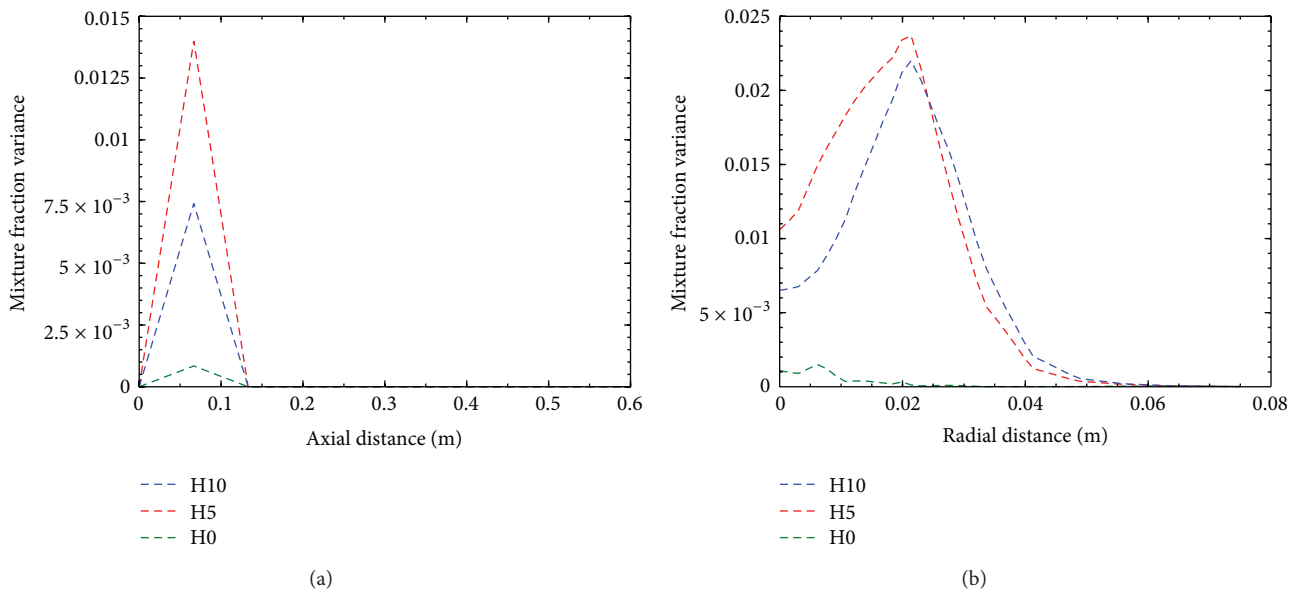 0.015
0.0125
0.01
7.5 × 10⁻³
5 × 10⁻³
2.5 × 10⁻³
0
Mixture fraction variance
0 0.1 0.2 0.3 0.4 0.5 0.6
Axial distance (m)
H10
H5
H0
(a)
0.025
0.02
0.015
0.01
5 × 10⁻³
0
Mixture fraction variance
0 0.02 0.04 0.06 0.08
Radial distance (m)
H10
H5
H0
(b)